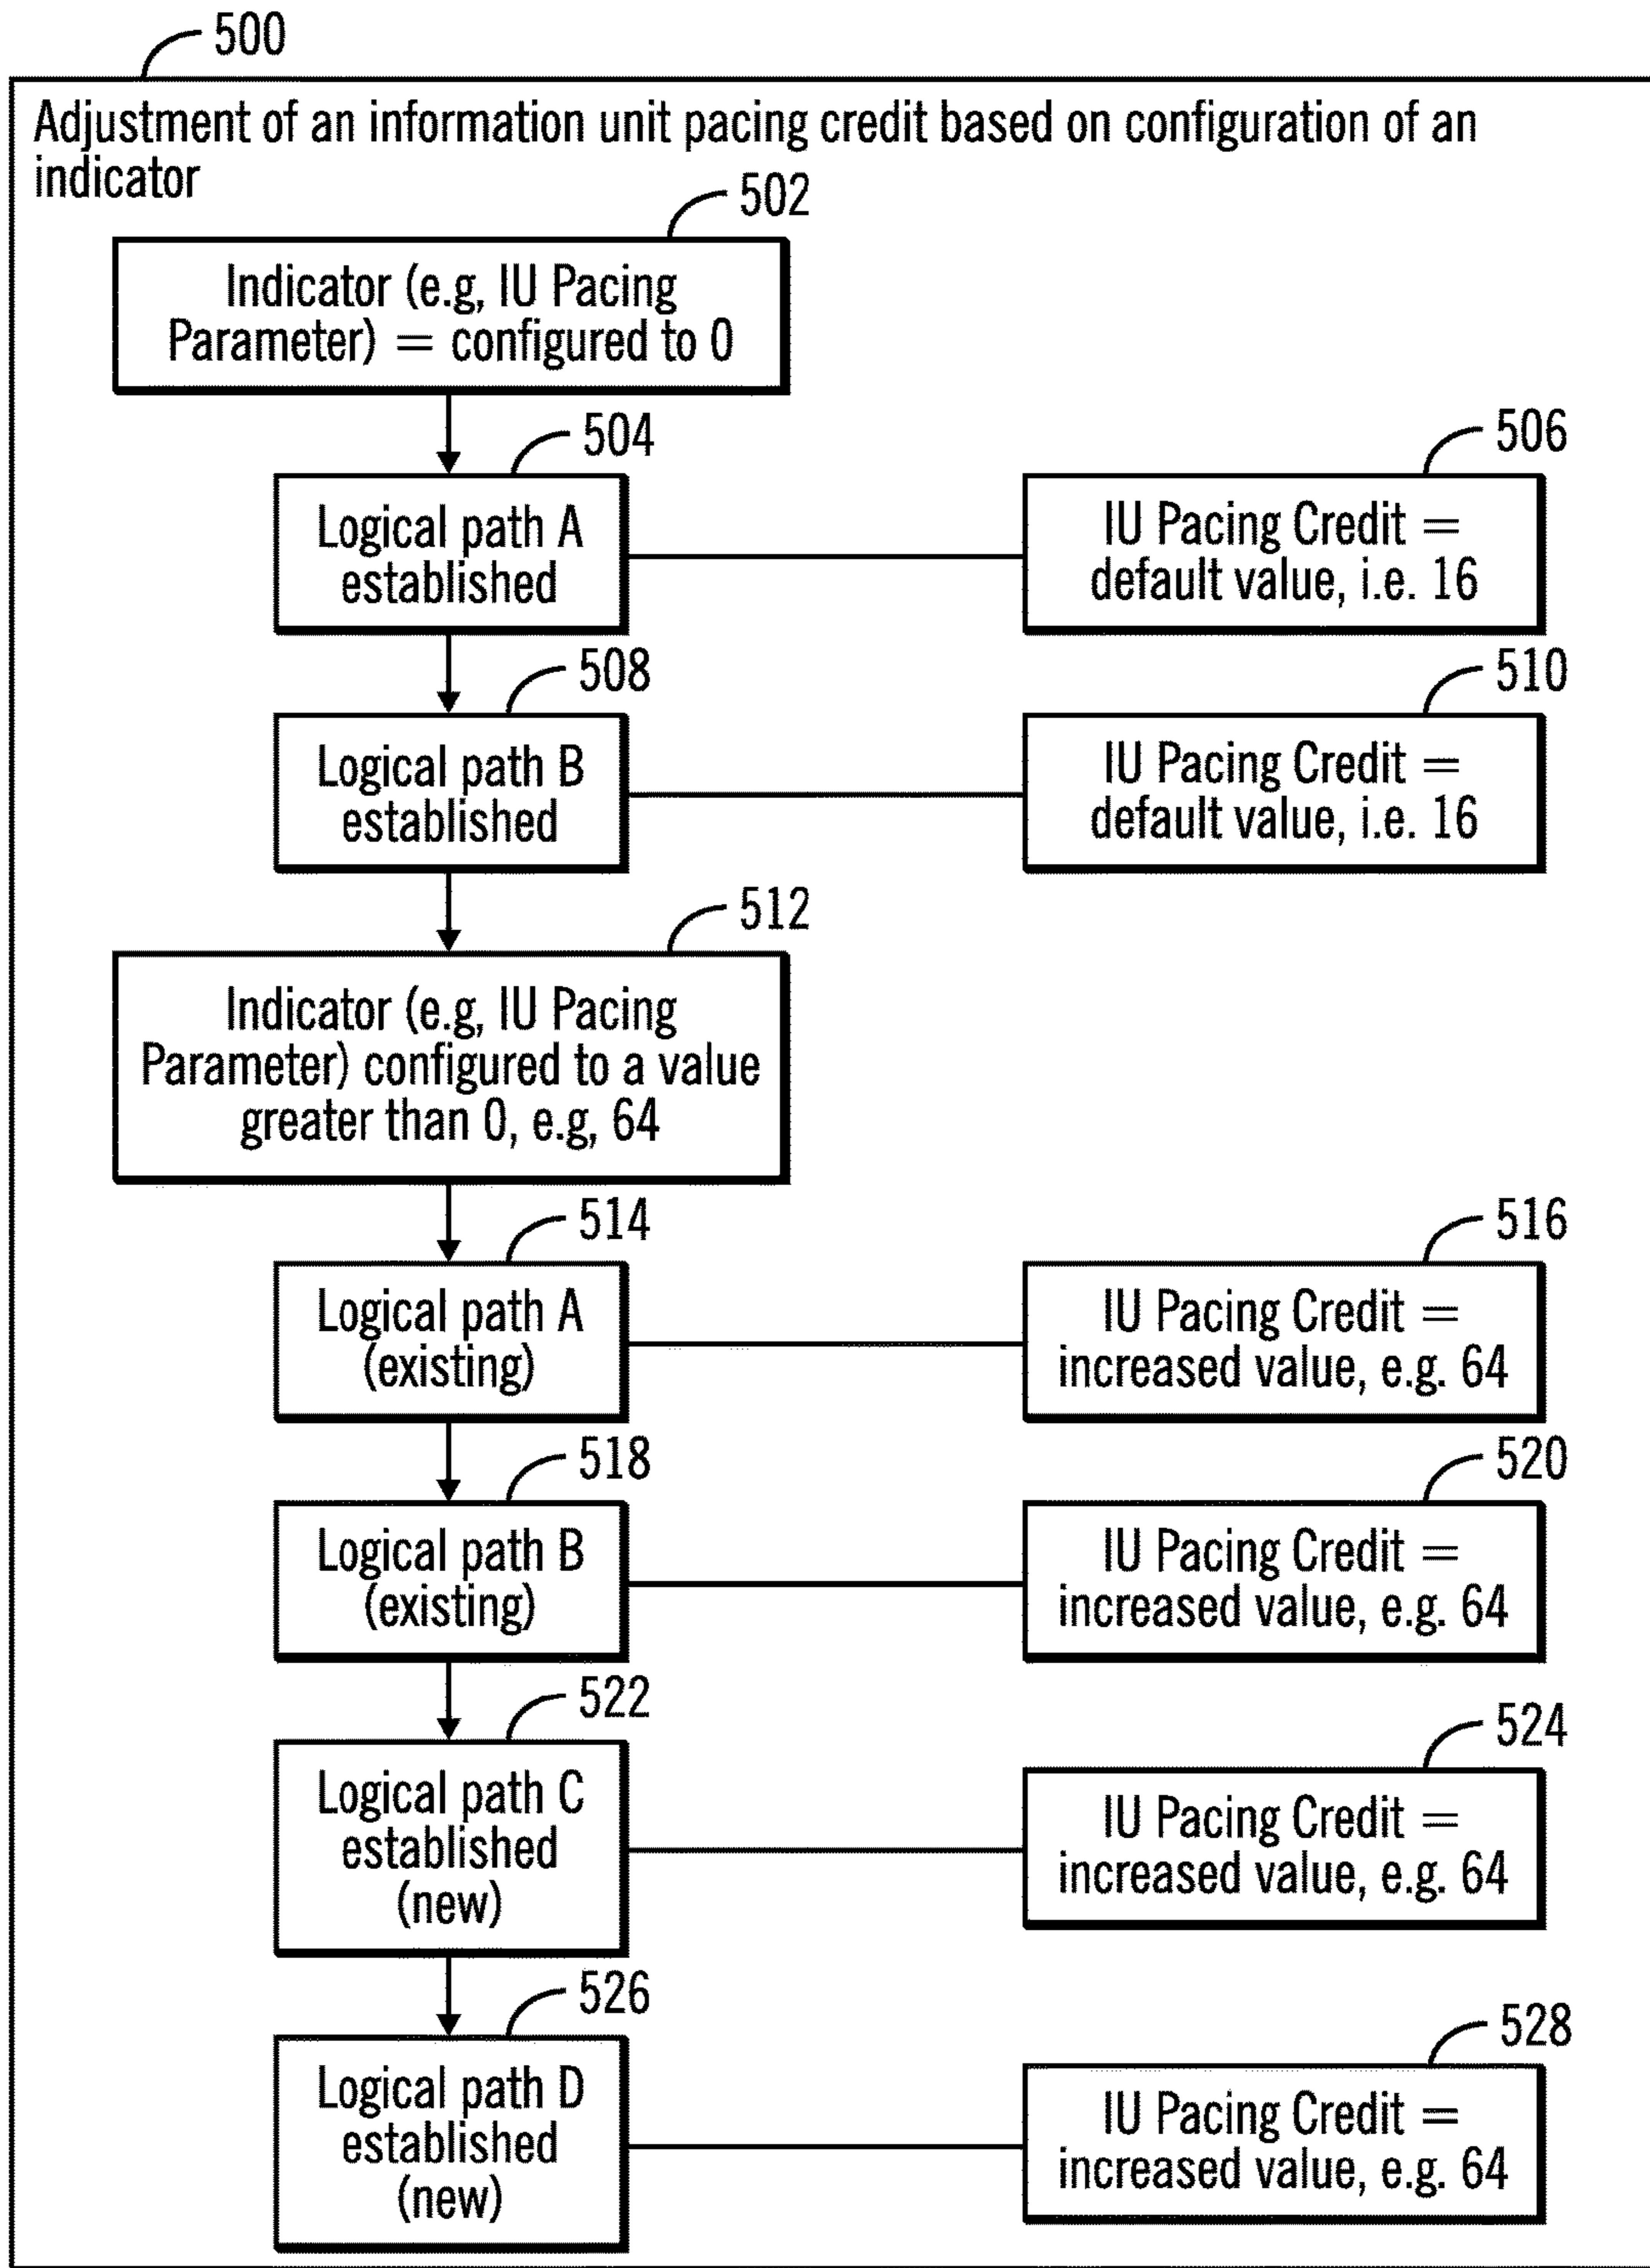 500
Adjustment of an information unit pacing credit based on configuration of an
indicator
502
Indicator (e.g, IU Pacing
Parameter) = configured to 0
504
Logical path A
established
506
IU Pacing Credit =
default value, i.e. 16
508
Logical path B
established
510
IU Pacing Credit =
default value, i.e. 16
512
Indicator (e.g, IU Pacing
Parameter) configured to a value
greater than 0, e.g, 64
514
Logical path A
(existing)
516
IU Pacing Credit =
increased value, e.g. 64
518
Logical path B
(existing)
520
IU Pacing Credit =
increased value, e.g. 64
522
Logical path C
established
(new)
524
IU Pacing Credit =
increased value, e.g. 64
526
Logical path D
established
(new)
528
IU Pacing Credit =
increased value, e.g. 64